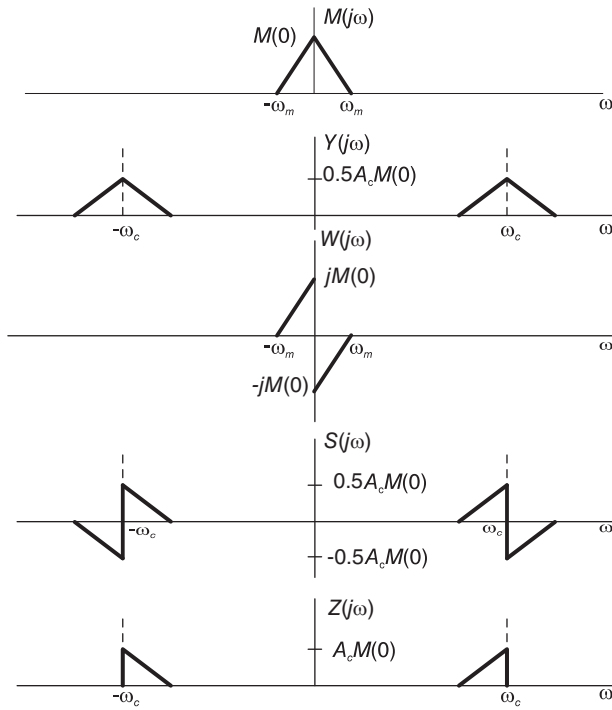 M(0) M(jω)
-ω_m ω_m ω
Y(jω)
0.5A_cM(0)
-ω_c ω_c ω
W(jω)
jM(0)
-ω_m ω_m ω
-jM(0)
S(jω)
0.5A_cM(0)
-ω_c ω_c ω
-0.5A_cM(0)
Z(jω)
A_cM(0)
-ω_c ω_c ω